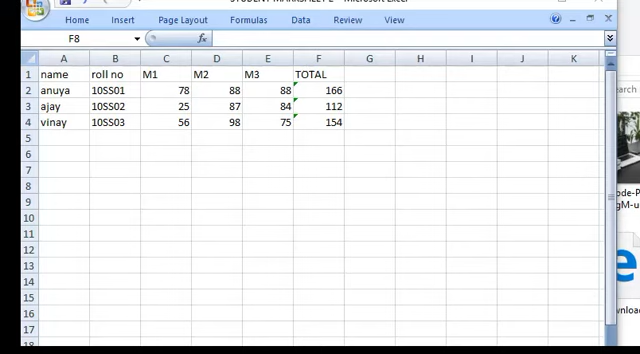 Home Insert Page Layout Formulas Data Review View
F8 fx
A B C D E F G H I J K
1 name roll no M1 M2 M3 TOTAL
2 anuya 10SS01 78 88 88 166
3 ajay 10SS02 25 87 84 112
4 vinay 10SS03 56 98 75 154
5
6
7
8
9
10
11
12
13
14
15
16
17
18